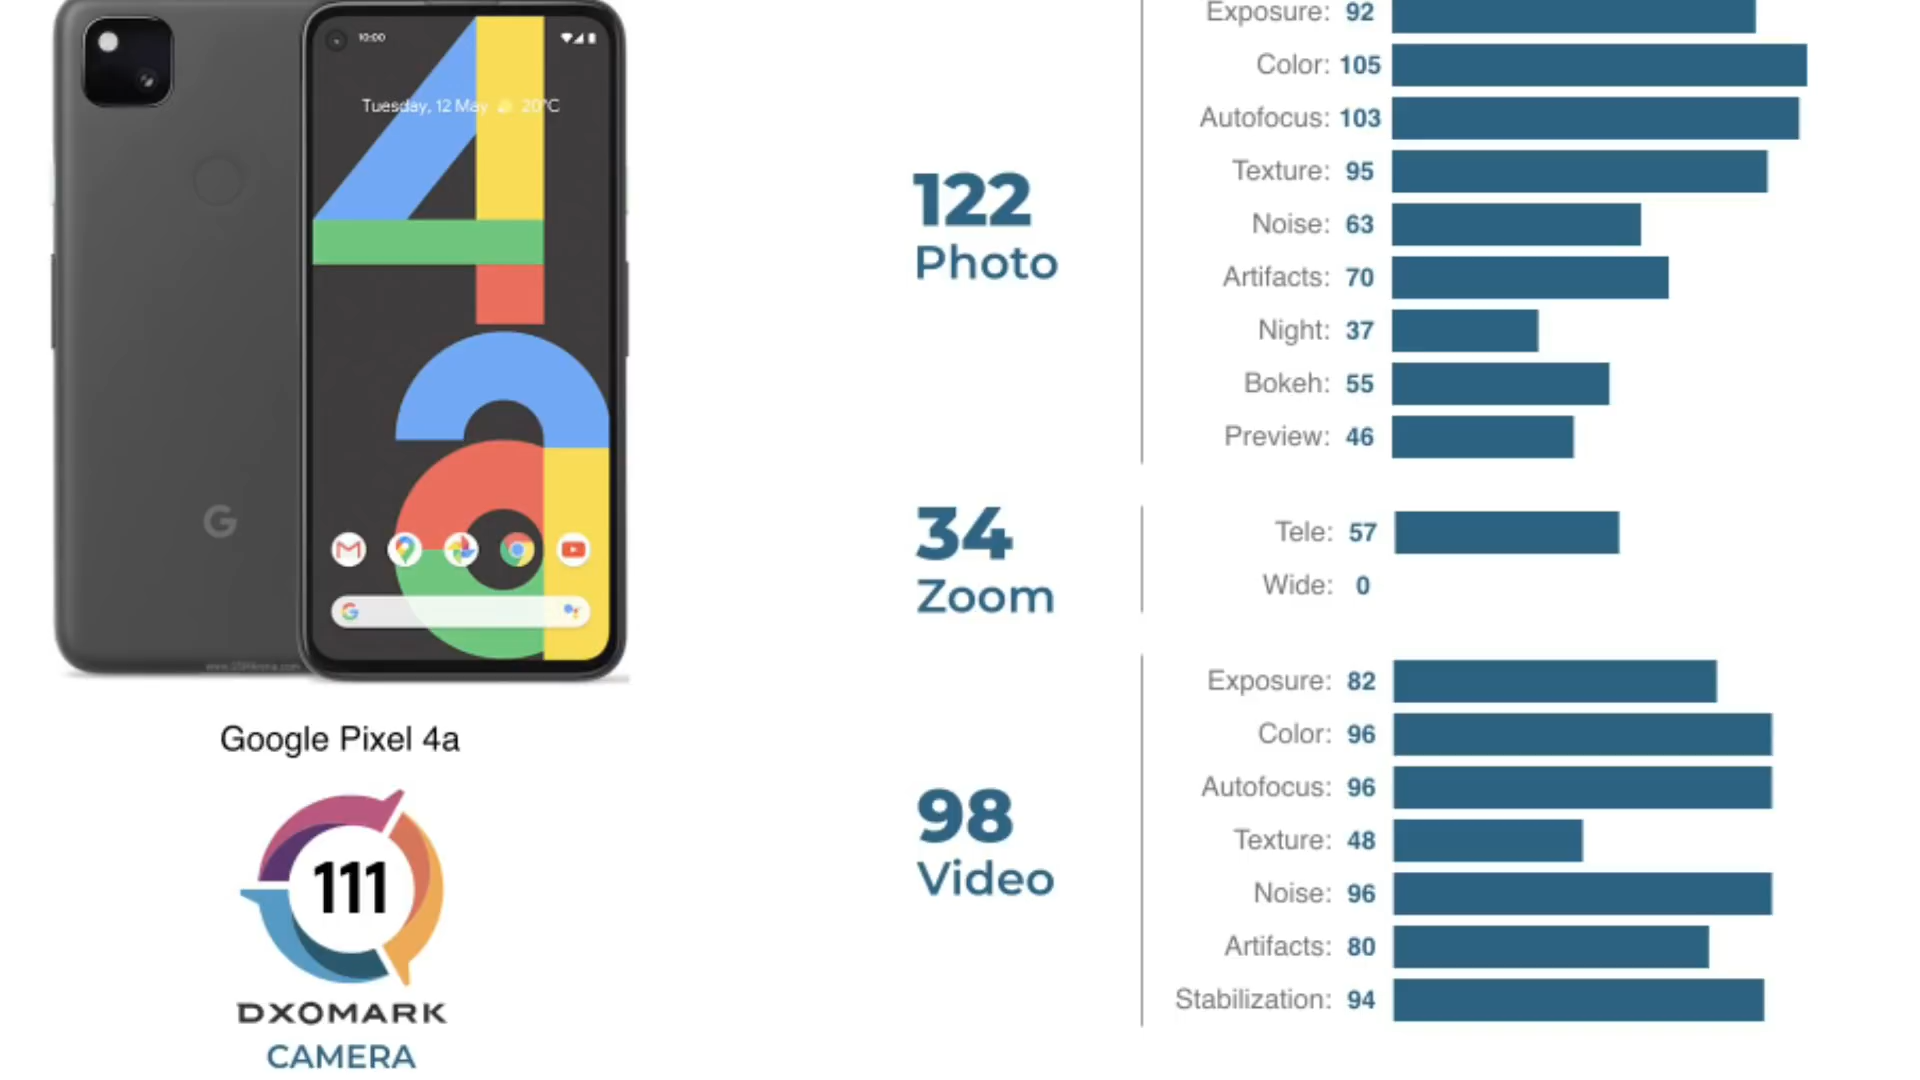 10:00
Tuesday, 12 May 20°C
G
Google Pixel 4a
111
DXOMARK
CAMERA
122
Photo
Exposure: 92
Color: 105
Autofocus: 103
Texture: 95
Noise: 63
Artifacts: 70
Night: 37
Bokeh: 55
Preview: 46
34
Zoom
Tele: 57
Wide: 0
98
Video
Exposure: 82
Color: 96
Autofocus: 96
Texture: 48
Noise: 96
Artifacts: 80
Stabilization: 94